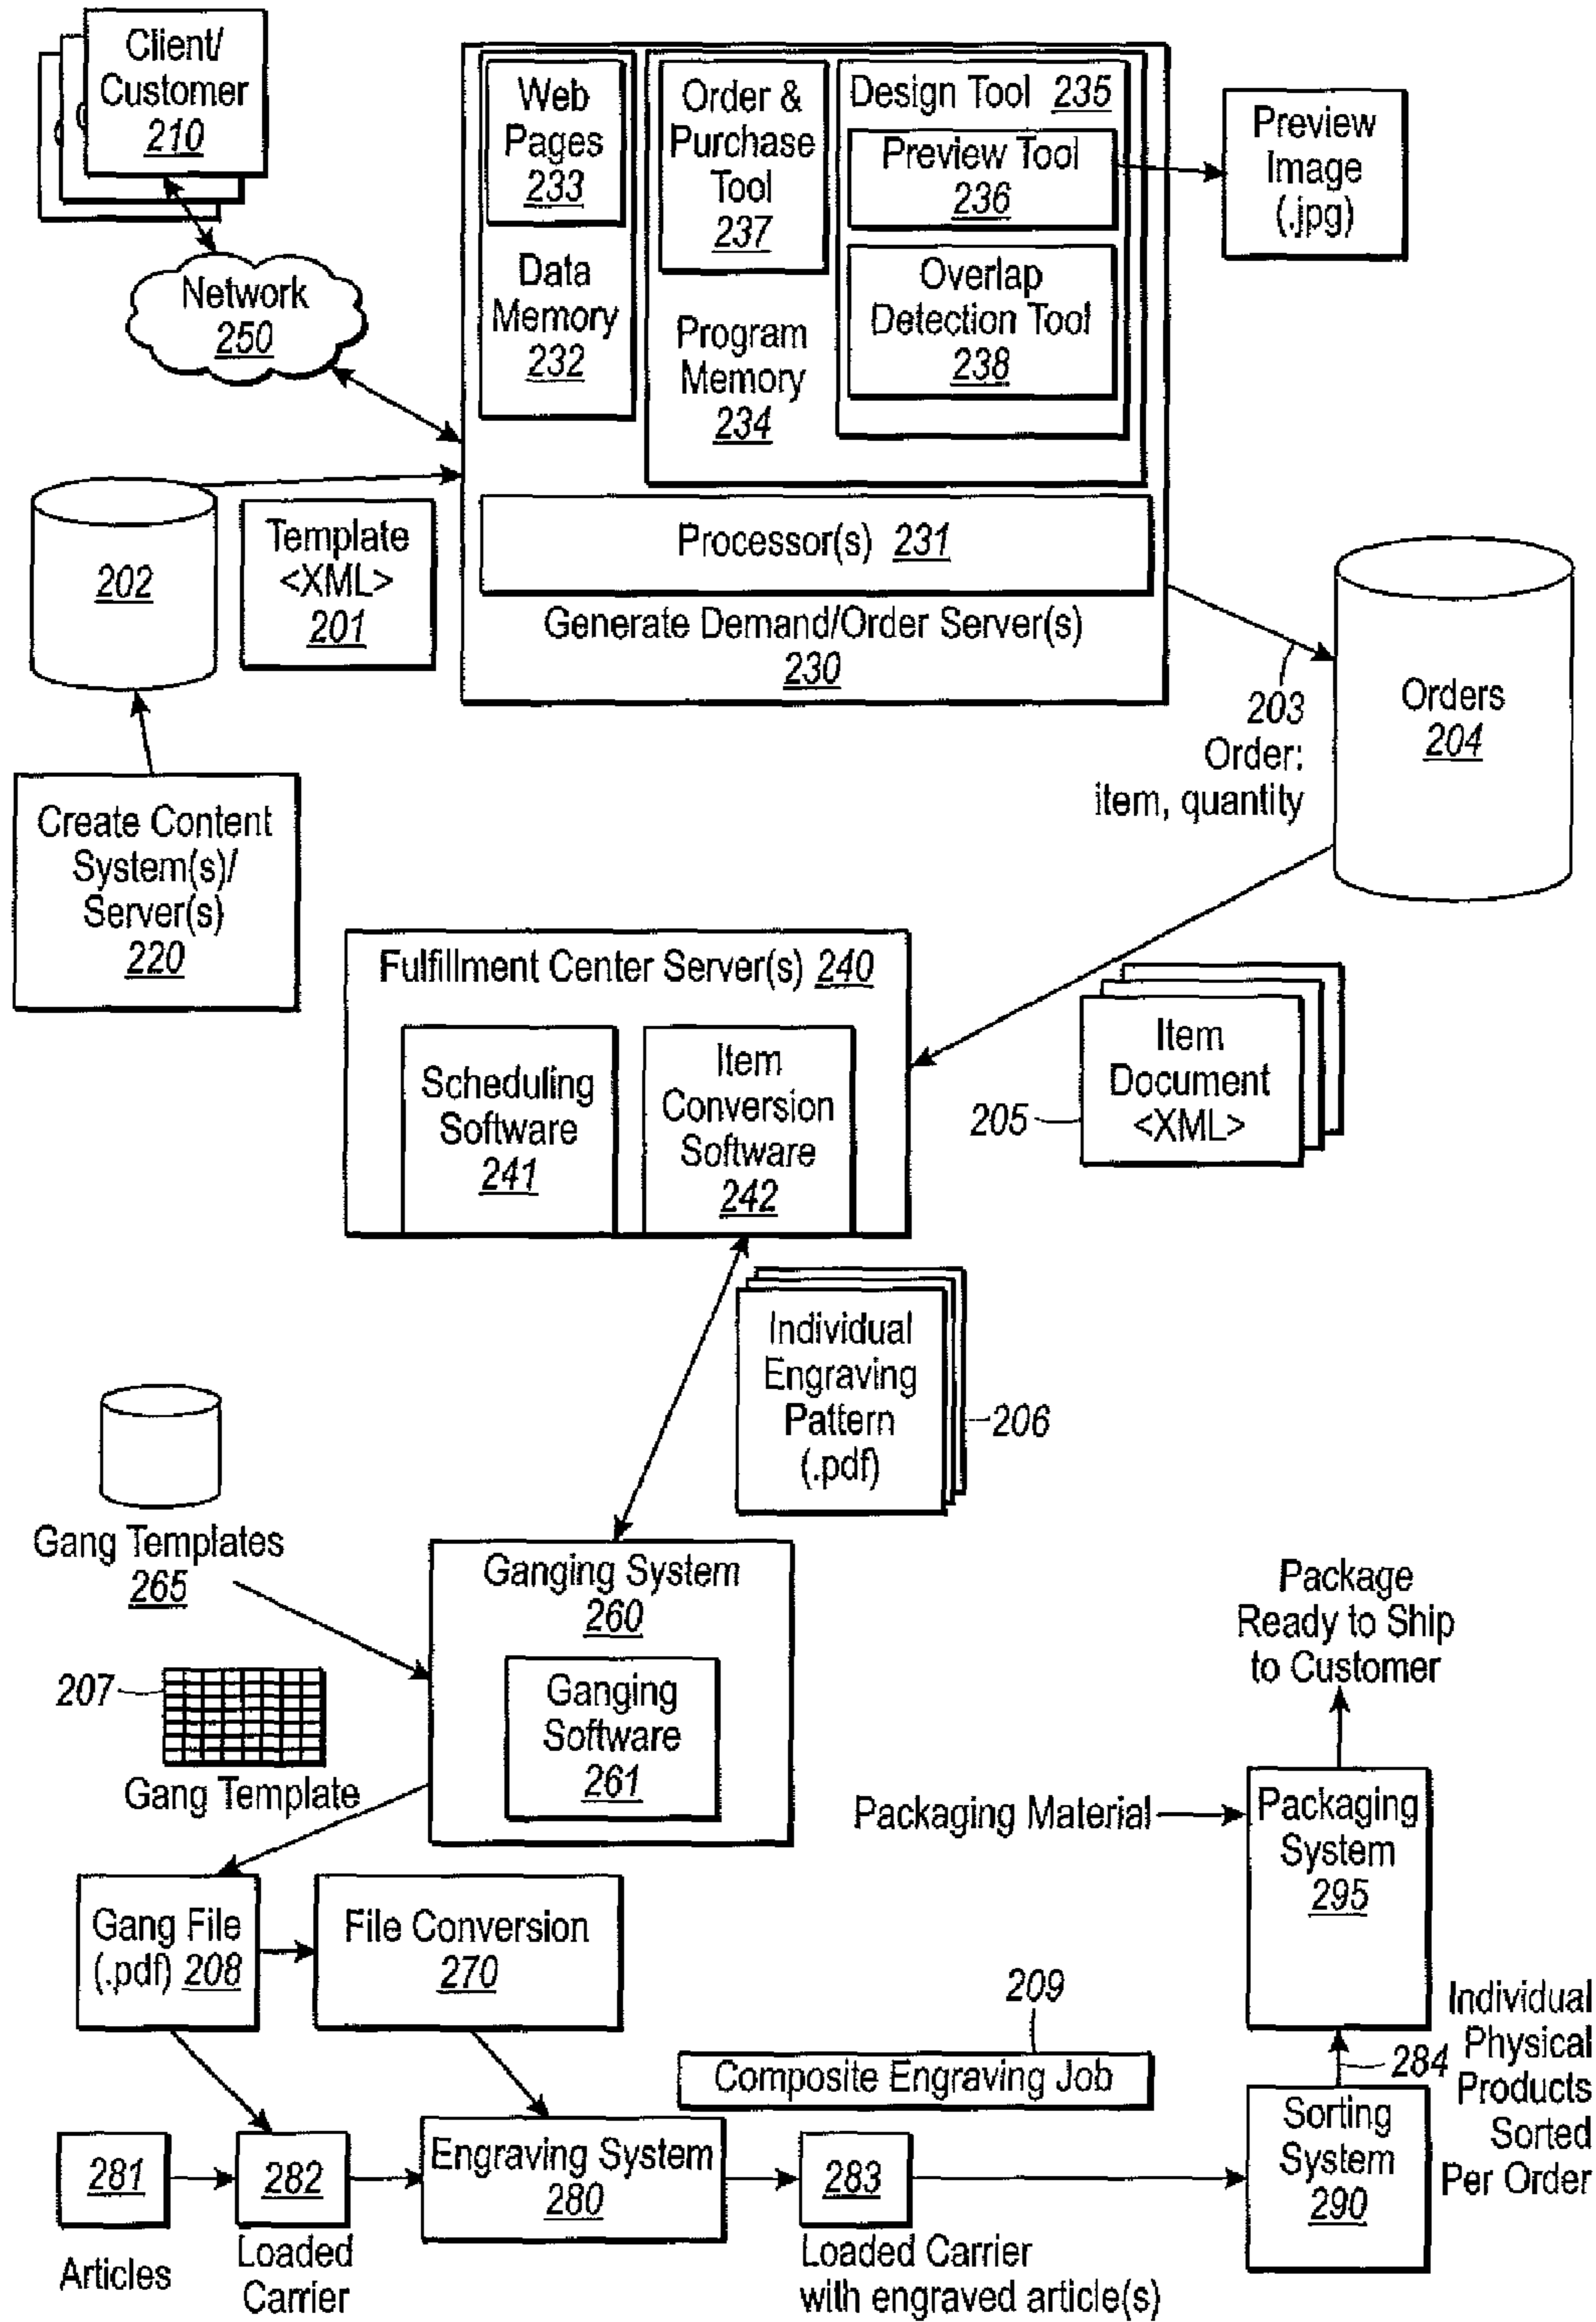 Client/
Customer
210
Network
250
Web
Pages
233
Data
Memory
232
Order &
Purchase
Tool
237
Program
Memory
234
Design Tool 235
Preview Tool
236
Overlap
Detection Tool
238
Preview
Image
(.jpg)
Processor(s) 231
Generate Demand/Order Server(s)
230
202
Template
<XML>
201
203
Order:
item, quantity
Orders
204
Create Content
System(s)/
Server(s)
220
Fulfillment Center Server(s) 240
Scheduling
Software
241
Item
Conversion
Software
242
205
Item
Document
<XML>
Individual
Engraving
Pattern
(.pdf)
206
Gang Templates
265
Ganging System
260
Ganging
Software
261
207
Gang Template
Package
Ready to Ship
to Customer
Packaging Material
Packaging
System
295
Gang File
(.pdf) 208
File Conversion
270
209
Composite Engraving Job
284
Individual
Physical
Products
Sorted
Per Order
Sorting
System
290
281
Articles
282
Loaded
Carrier
Engraving System
280
283
Loaded Carrier
with engraved article(s)